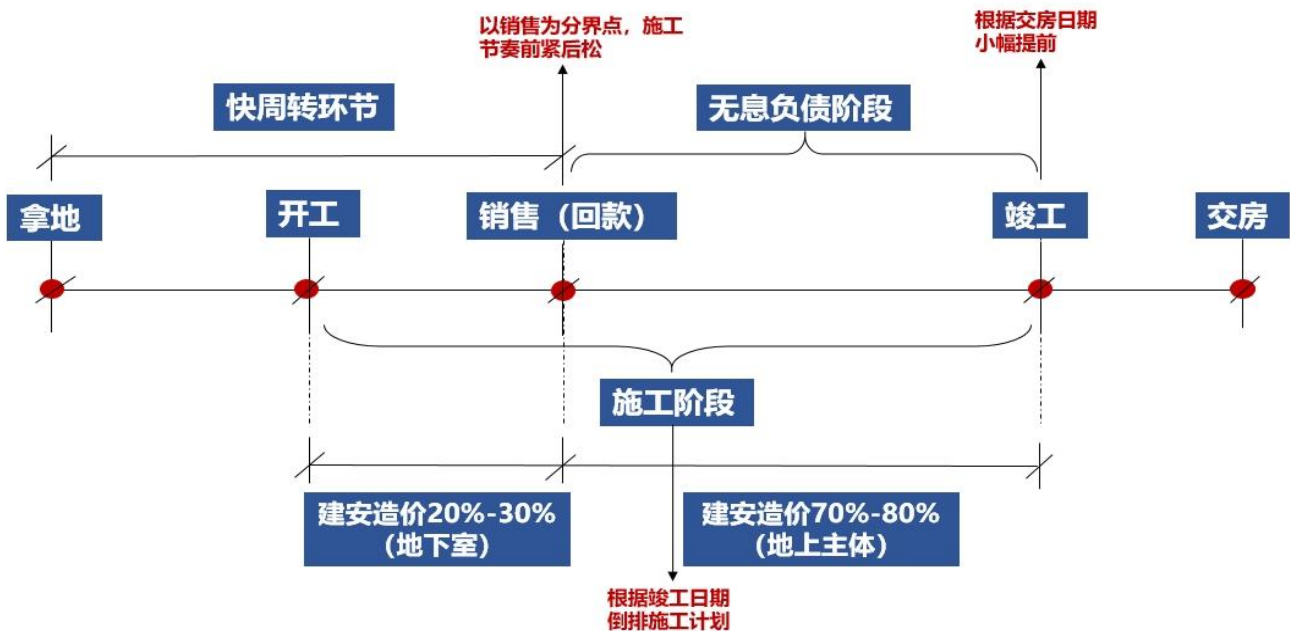 以销售为分界点，施工
节奏前紧后松
根据交房日期
小幅提前
快周转环节
无息负债阶段
拿地
开工
销售（回款）
竣工
交房
施工阶段
建安造价20%-30%
（地下室）
建安造价70%-80%
（地上主体）
根据竣工日期
倒排施工计划